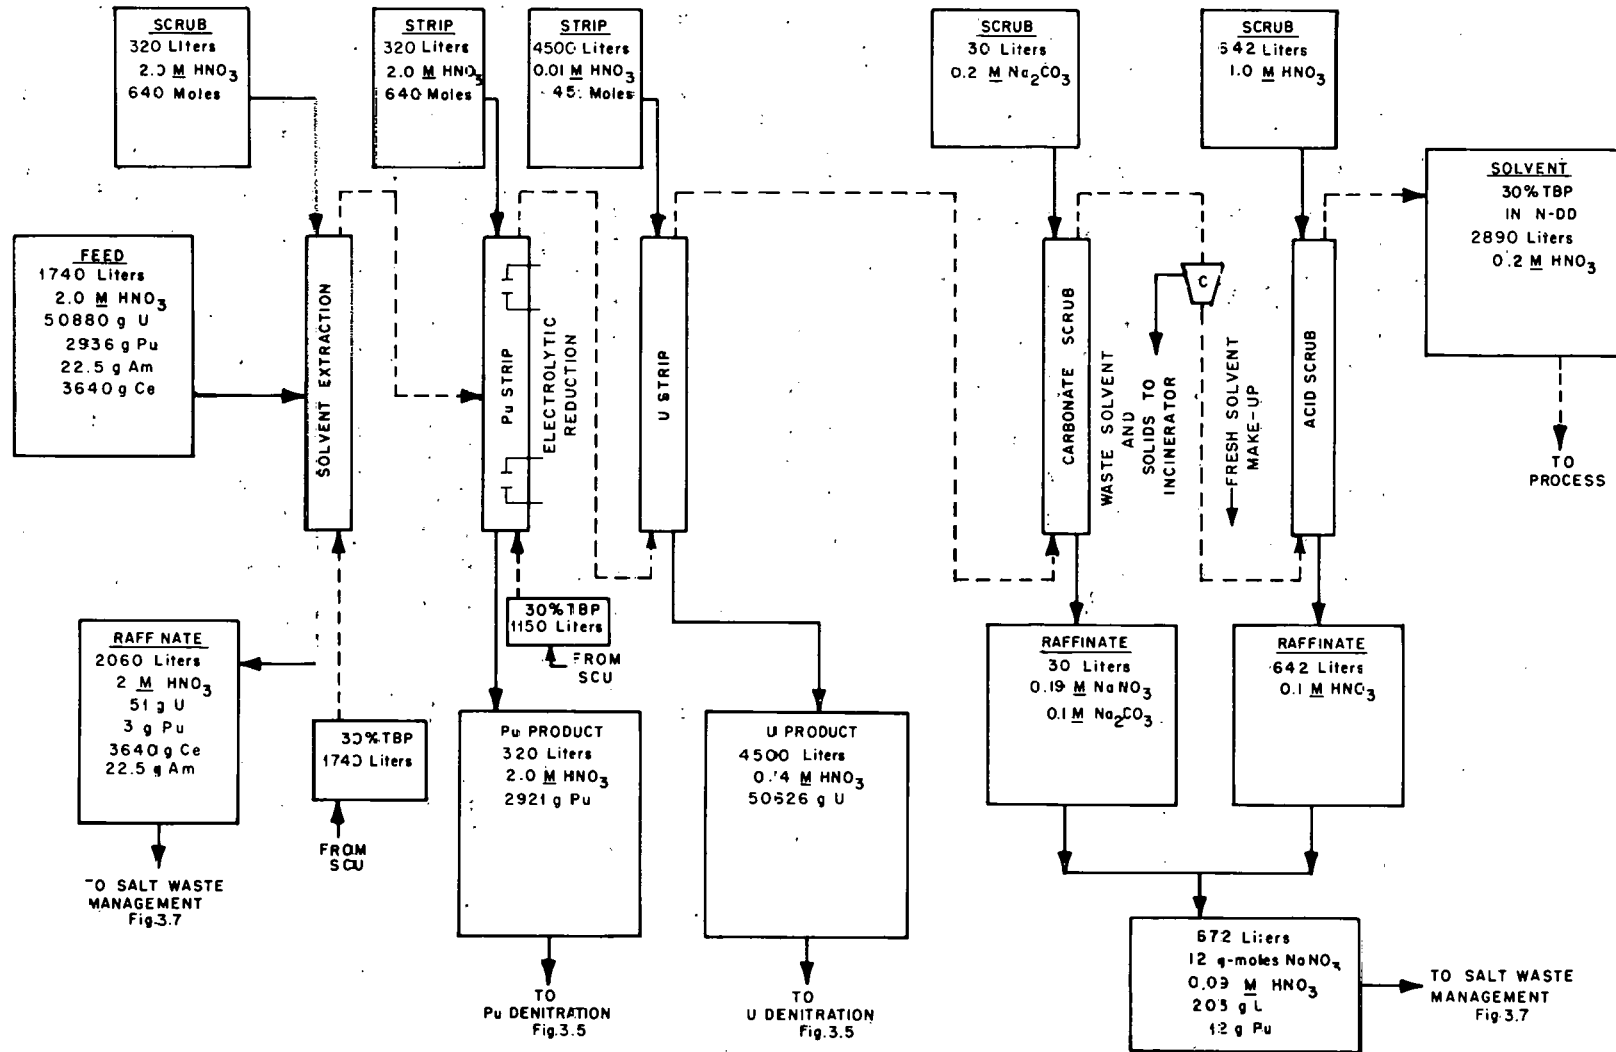 SCRUB
320 Liters
2.0 M HNO3
640 Moles
STRIP
320 Liters
2.0 M HNO3
640 Moles
STRIP
4500 Liters
0.01 M HNO3
45 Moles
SCRUB
30 Liters
0.2 M Na2CO3
SCRUB
642 Liters
1.0 M HNO3
SOLVENT
30% TBP
IN N-DD
2890 Liters
0.2 M HNO3
TO
PROCESS
FEED
1740 Liters
2.0 M HNO3
50880 g U
2936 g Pu
22.5 g Am
3640 g Ce
SOLVENT EXTRACTION
Pu STRIP
ELECTROLYTIC
REDUCTION
U STRIP
CARBONATE SCRUB
WASTE SOLVENT
AND
SOLIDS TO
INCINERATOR
C
FRESH SOLVENT
MAKE-UP
ACID SCRUB
RAFF NATE
2060 Liters
2 M HNO3
51 g U
3 g Pu
3640 g Ce
22.5 g Am
TO SALT WASTE
MANAGEMENT
Fig.3.7
30% TBP
1740 Liters
FROM
SCU
30% TBP
1150 Liters
FROM
SCU
Pu PRODUCT
320 Liters
2.0 M HNO3
2921 g Pu
TO
Pu DENITRATION
Fig.3.5
U PRODUCT
4500 Liters
0.14 M HNO3
50626 g U
TO
U DENITRATION
Fig.3.5
RAFFINATE
30 Liters
0.19 M NaNO3
0.1 M Na2CO3
RAFFINATE
642 Liters
0.1 M HNO3
672 Liters
12 g-moles NaNO3
0.09 M HNO3
203 g U
12 g Pu
TO SALT WASTE
MANAGEMENT
Fig.3.7